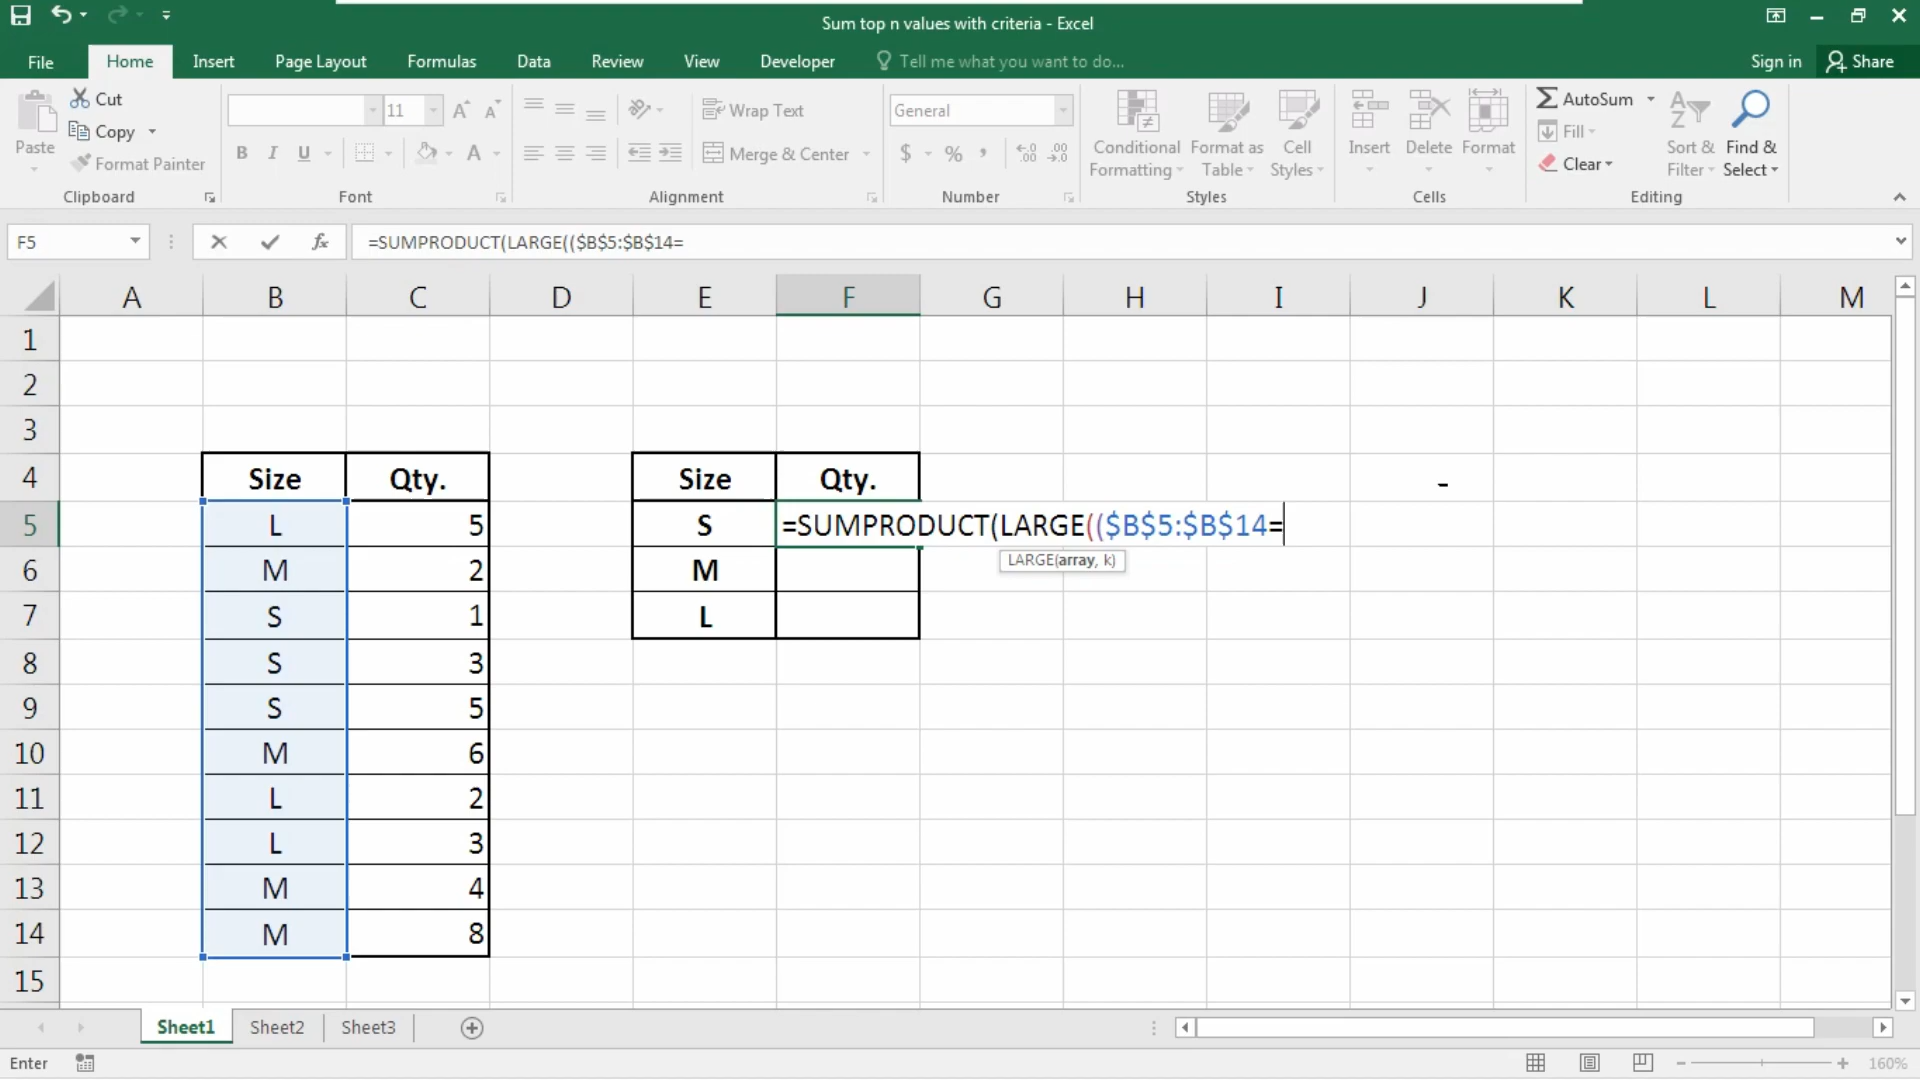 Sum top n values with criteria - Excel
File Home Insert Page Layout Formulas Data Review View Developer Tell me what you want to do... Sign in Share
Paste Cut Copy Format Painter
Clipboard
11 B I U A
Font
Wrap Text Merge & Center
Alignment
General $ % ,
Number
Conditional Formatting Format as Table Cell Styles
Styles
Insert Delete Format
Cells
AutoSum Fill Clear Sort & Filter Find & Select
Editing
F5 fx =SUMPRODUCT(LARGE(($B$5:$B$14=
A B C D E F G H I J K L M
1
2
3
4 Size Qty. Size Qty. -
5 L 5 S =SUMPRODUCT(LARGE(($B$5:$B$14=
LARGE(array, k)
6 M 2 M
7 S 1 L
8 S 3
9 S 5
10 M 6
11 L 2
12 L 3
13 M 4
14 M 8
15
Sheet1 Sheet2 Sheet3
Enter 160%